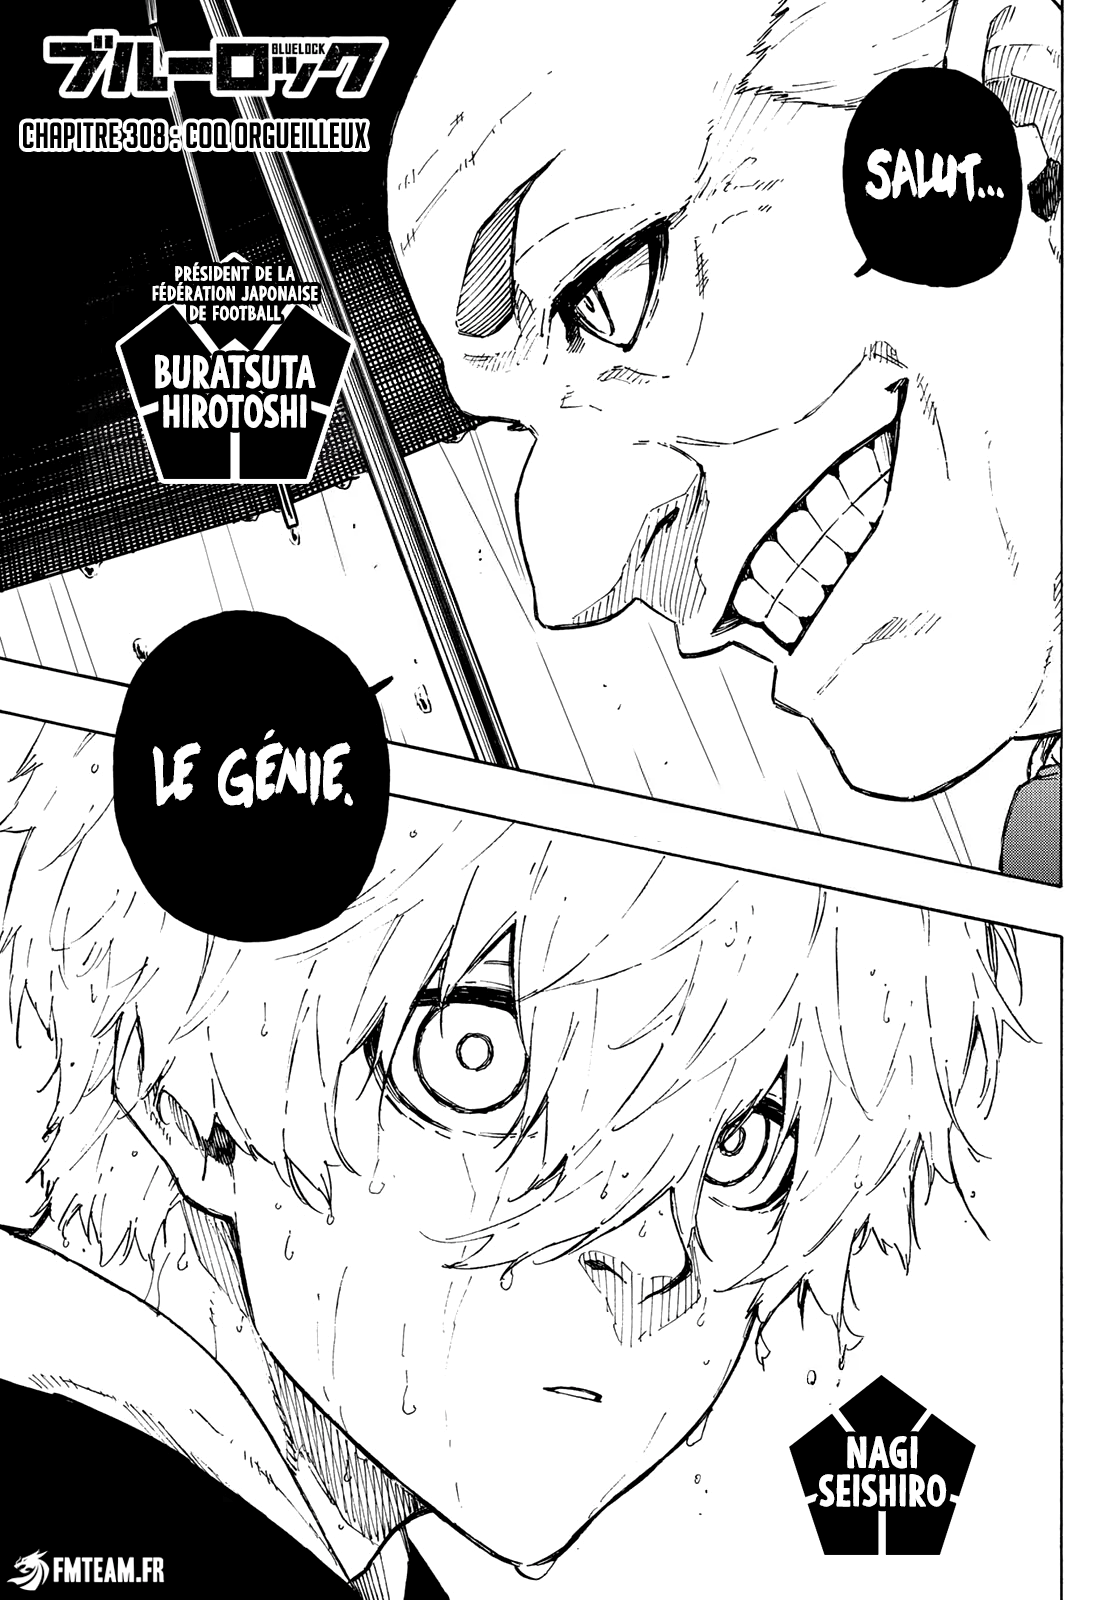 ブルーロック
BLUELOCK
CHAPITRE 308 : COQ ORGUEILLEUX
SALUT...
PRÉSIDENT DE LA
FÉDÉRATION JAPONAISE
DE FOOTBALL
BURATSUTA
HIROTOSHI
LE GÉNIE.
NAGI
SEISHIRO
FMTEAM.FR